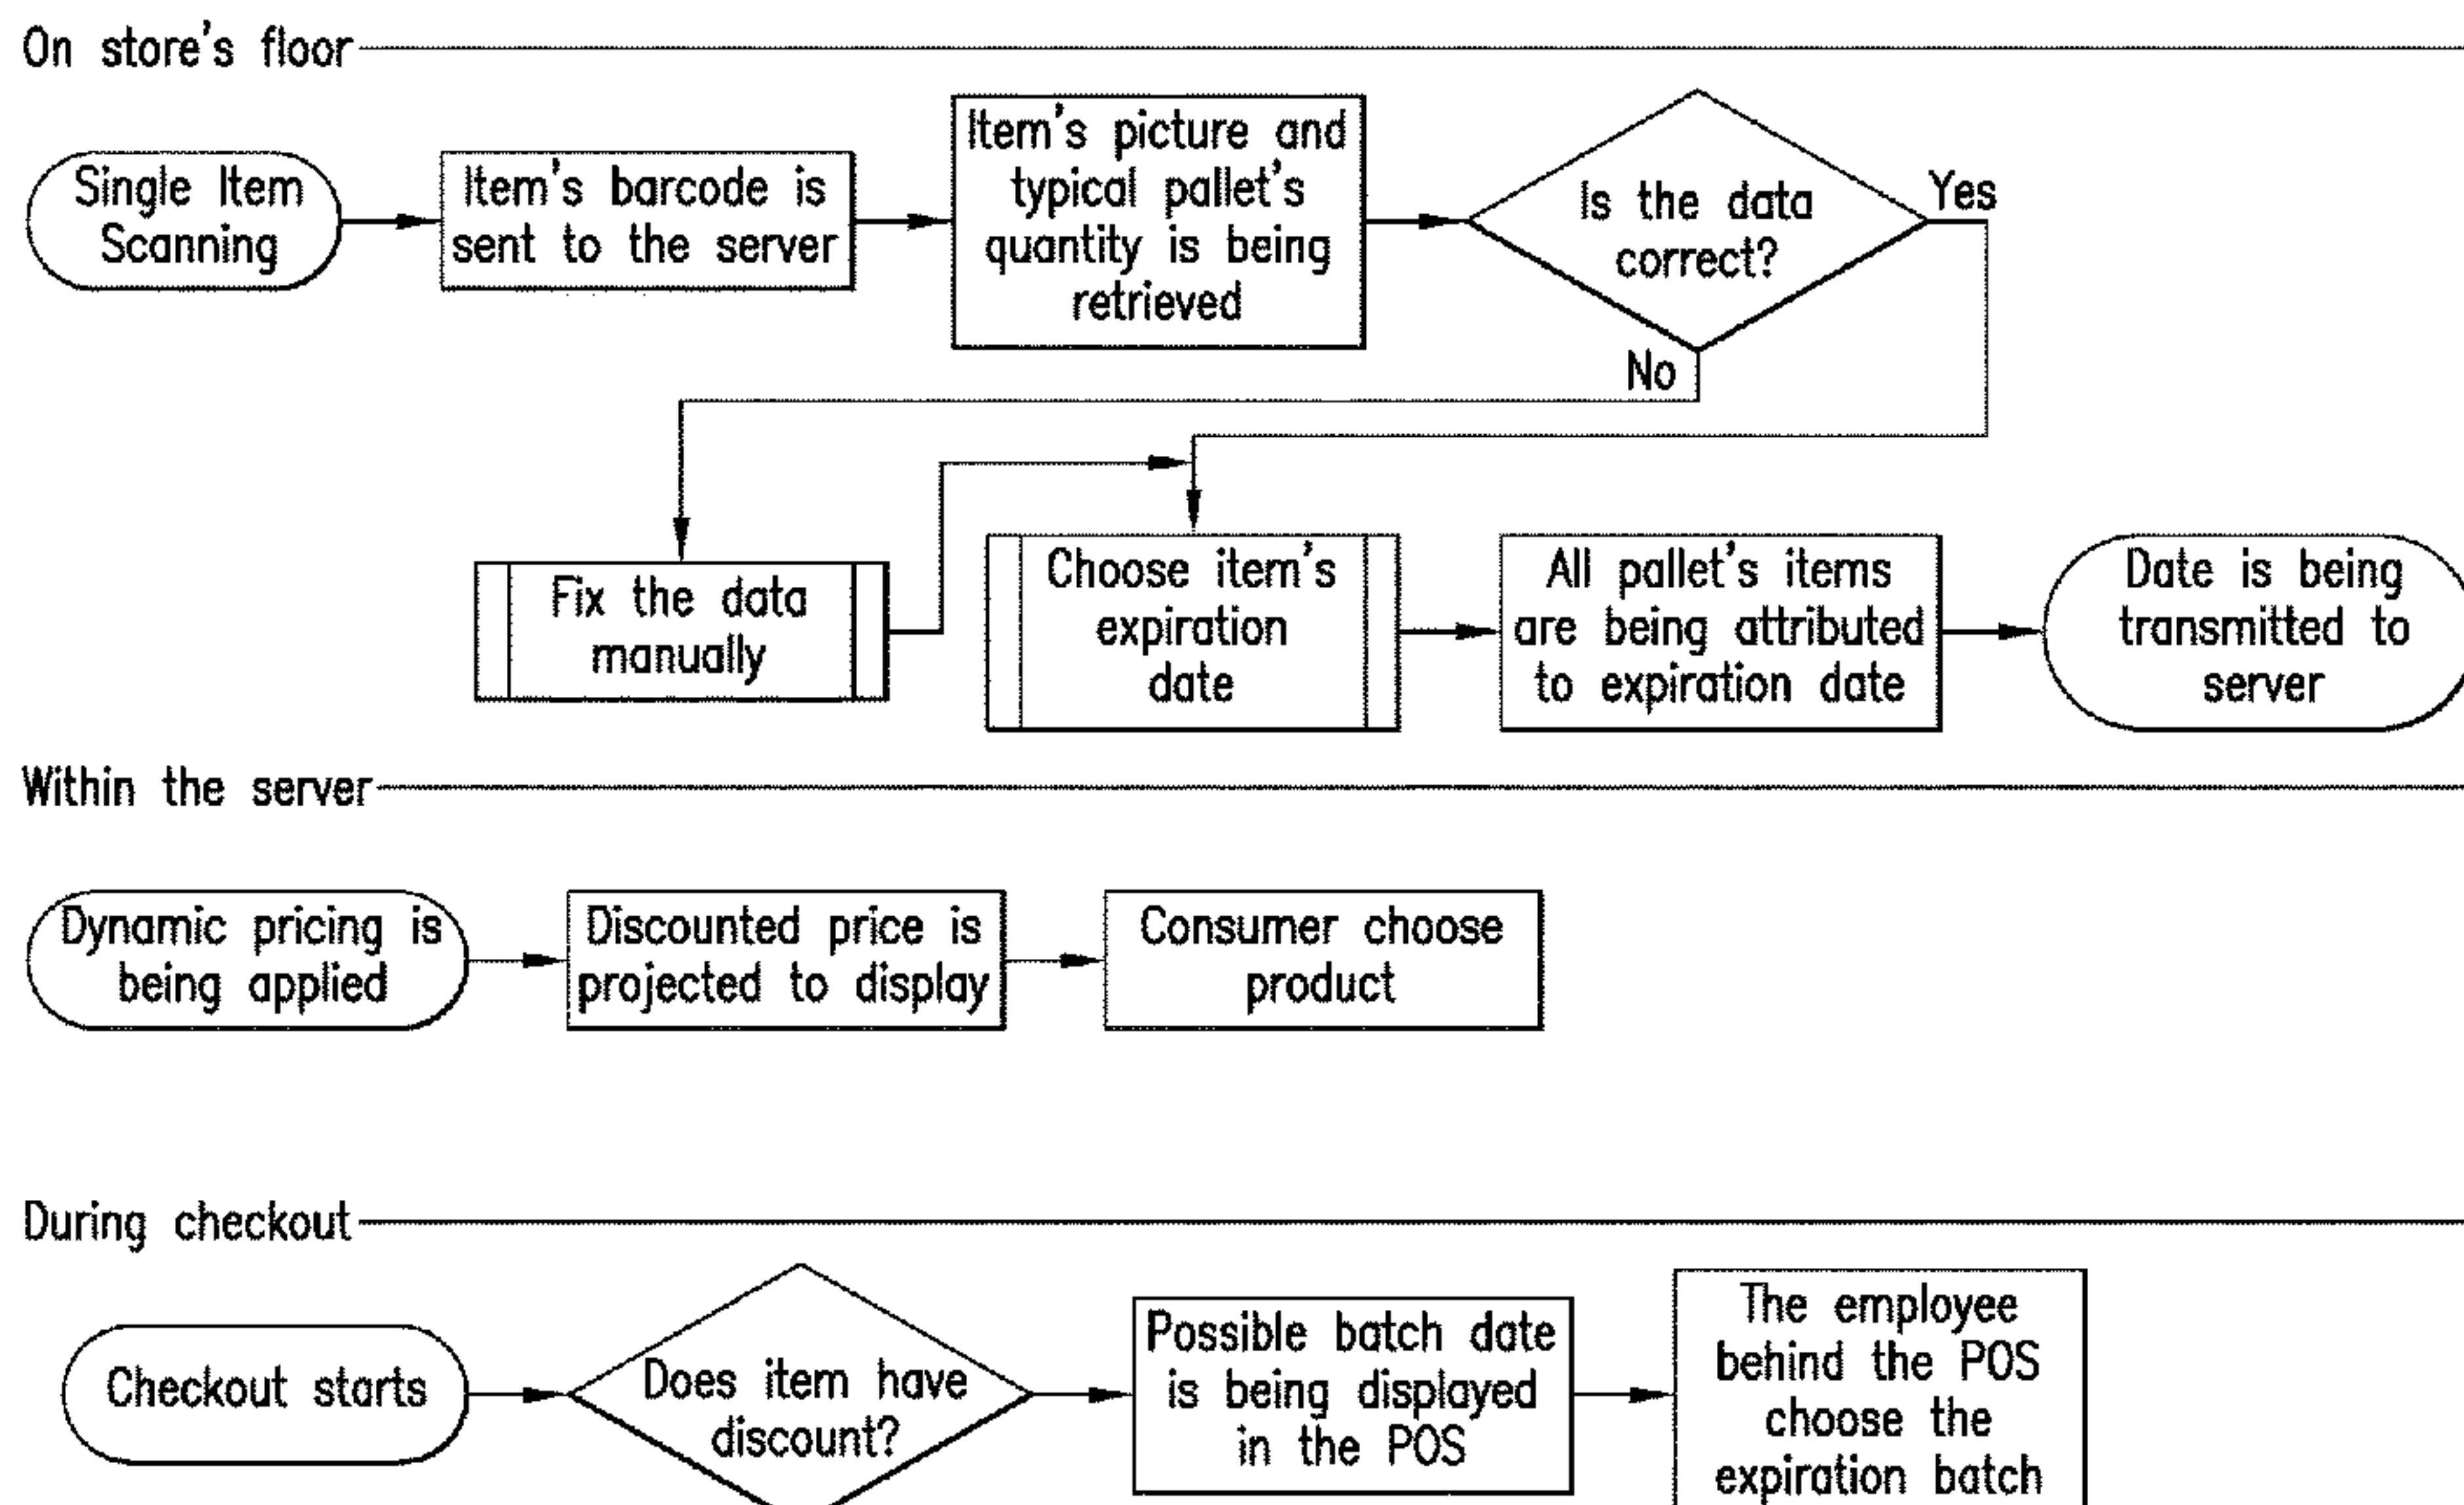 On store's floor
Single Item
Scanning
Item's barcode is
sent to the server
Item's picture and
typical pallet's
quantity is being
retrieved
Is the data
correct?
Yes
No
Fix the data
manually
Choose item's
expiration
date
All pallet's items
are being attributed
to expiration date
Date is being
transmitted to
server
Within the server
Dynamic pricing is
being applied
Discounted price is
projected to display
Consumer choose
product
During checkout
Checkout starts
Does item have
discount?
Possible batch date
is being displayed
in the POS
The employee
behind the POS
choose the
expiration batch